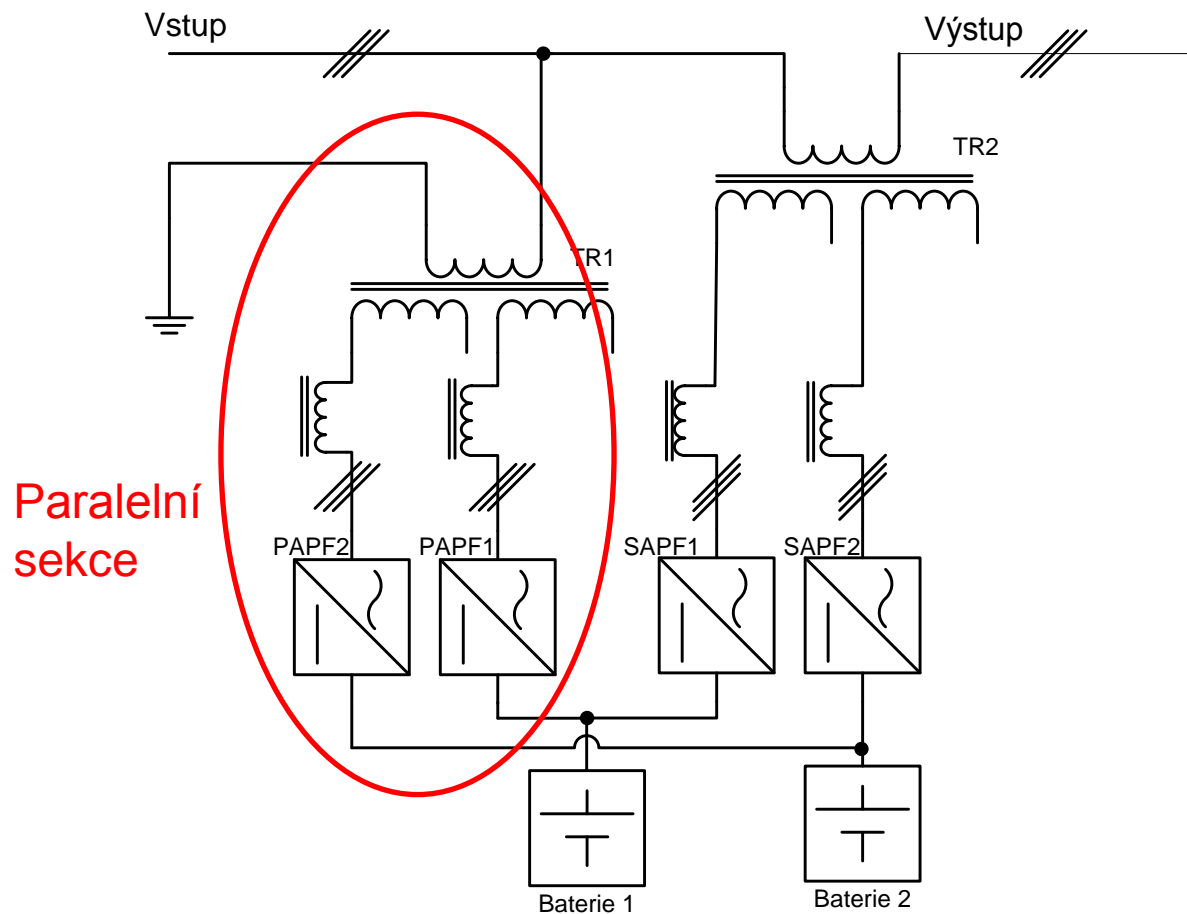 Vstup
Výstup
TR2
TR1
Paralelní
sekce
PAPF2
PAPF1
SAPF1
SAPF2
Baterie 1
Baterie 2